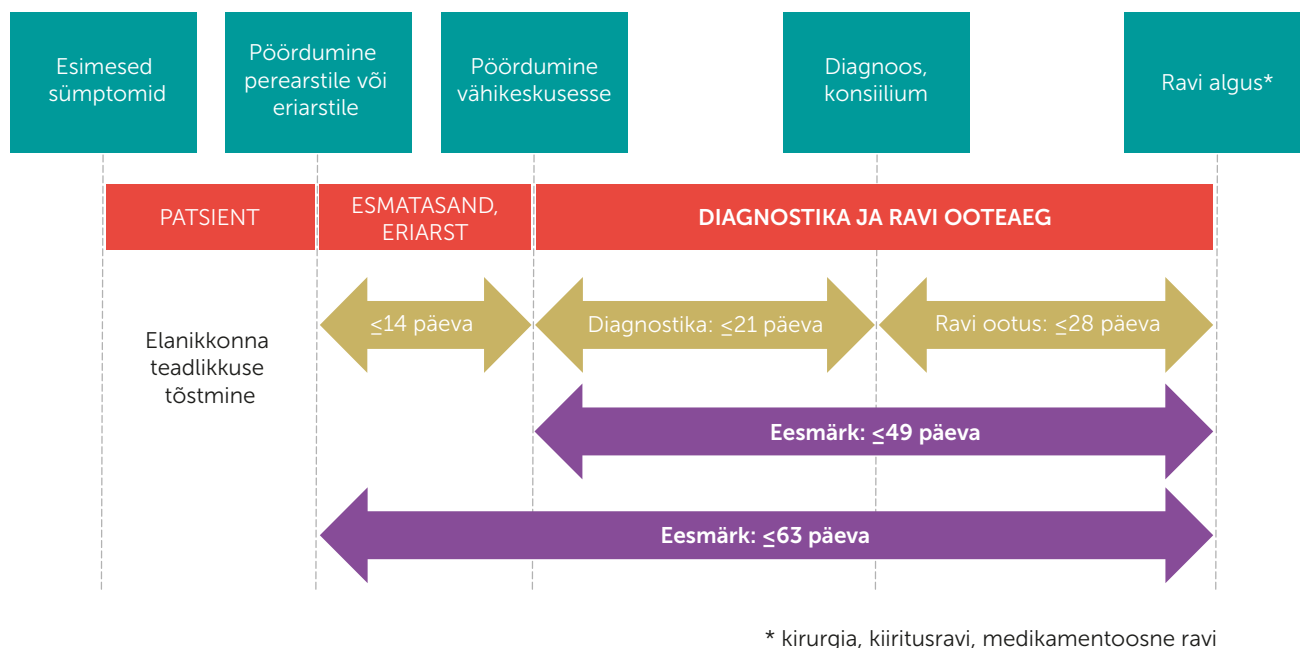 Esimesed
sümptomid
Pöördumine
perearstile või
eriarstile
Pöördumine
vähikeskusesse
Diagnoos,
konsiilium
Ravi algus*
PATSIENT
ESMATASAND,
ERIARST
DIAGNOSTIKA JA RAVI OOTEAEG
Elanikkonna
teadlikkuse
tõstmine
≤14 päeva
Diagnostika: ≤21 päeva
Ravi ootus: ≤28 päeva
Eesmärk: ≤49 päeva
Eesmärk: ≤63 päeva
* kirurgia, kiiritusravi, medikamentoosne ravi